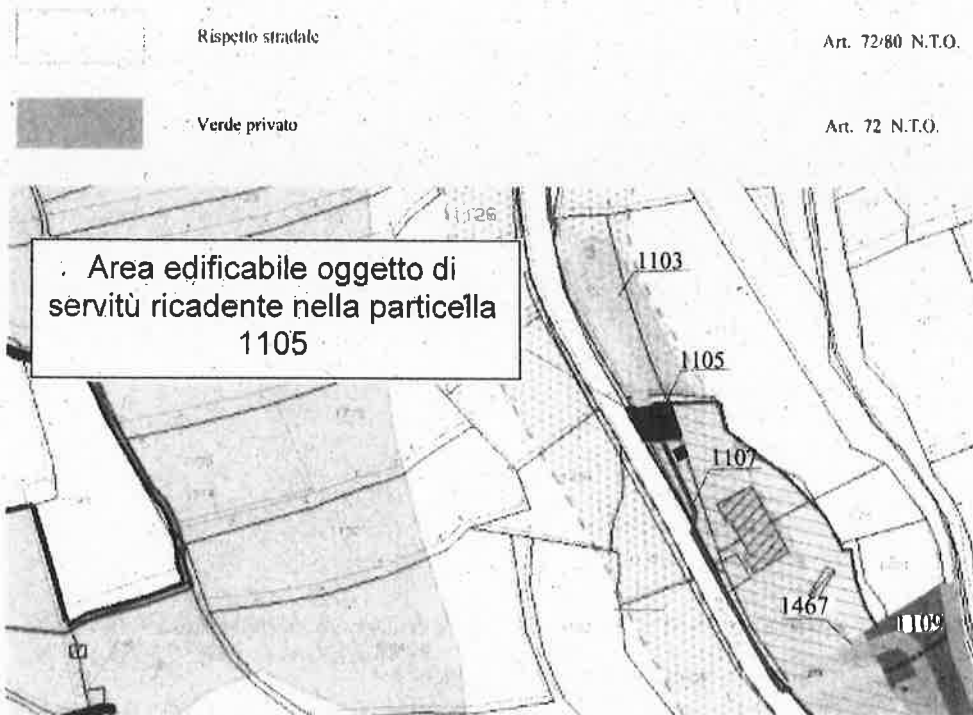 Rispetto stradale Art. 72/80 N.T.O.
Verde privato Art. 72 N.T.O.
1126
Area edificabile oggetto di
servitù ricadente nella particella
1105
1103
1105
1107
1467
1109